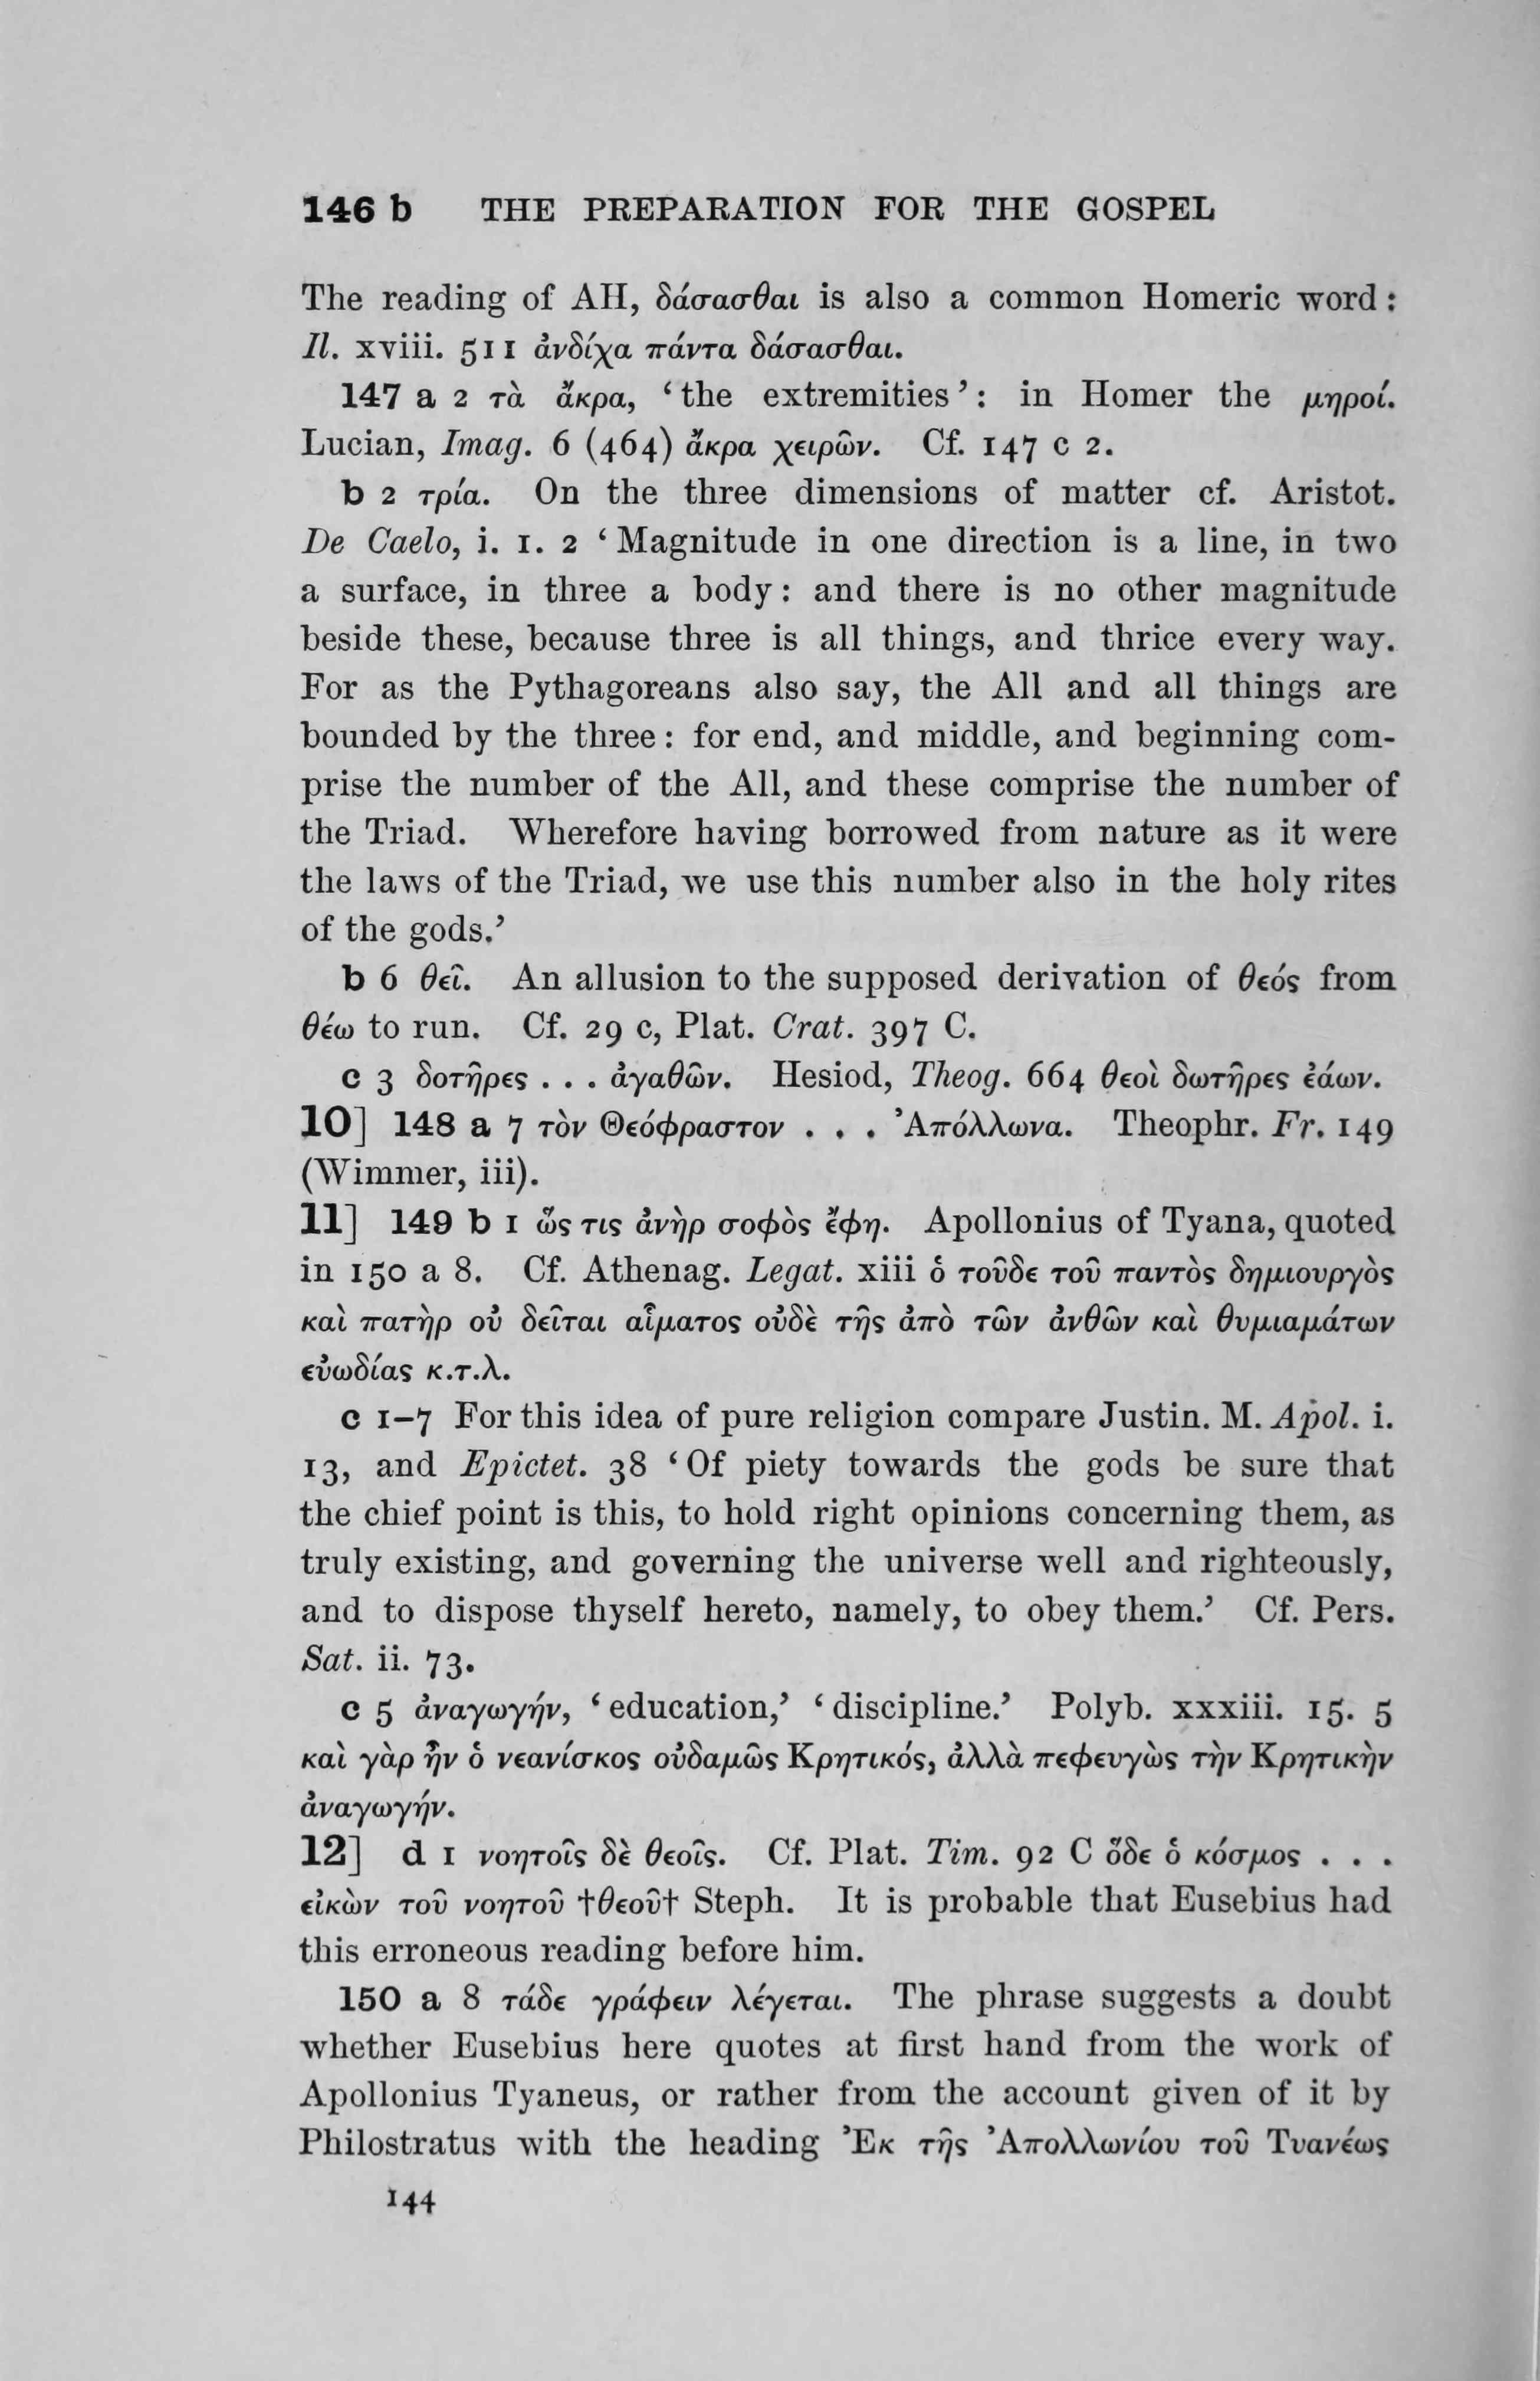 146 b THE PREPARATION FOR THE GOSPEL
The reading of AH, δάσασθαι is also a common Homeric word:
Il. xviii. 511 ἀνδίχα πάντα δάσασθαι.
147 a 2 τὰ ἄκρα, ‘the extremities’: in Homer the μηροί.
Lucian, Imag. 6 (464) ἄκρα χειρῶν. Cf. 147 c 2.
b 2 τρία. On the three dimensions of matter cf. Aristot.
De Caelo, i. 1. 2 ‘Magnitude in one direction is a line, in two
a surface, in three a body: and there is no other magnitude
beside these, because three is all things, and thrice every way.
For as the Pythagoreans also say, the All and all things are
bounded by the three: for end, and middle, and beginning com-
prise the number of the All, and these comprise the number of
the Triad. Wherefore having borrowed from nature as it were
the laws of the Triad, we use this number also in the holy rites
of the gods.’
b 6 θεῖ. An allusion to the supposed derivation of θεός from
θέω to run. Cf. 29 c, Plat. Crat. 397 C.
c 3 δοτῆρες . . . ἀγαθῶν. Hesiod, Theog. 664 θεοὶ δωτῆρες ἐάων.
10] 148 a 7 τὸν Θεόφραστον . . . Ἀπόλλωνα. Theophr. Fr. 149
(Wimmer, iii).
11] 149 b 1 ὥς τις ἀνὴρ σοφὸς ἔφη. Apollonius of Tyana, quoted
in 150 a 8. Cf. Athenag. Legat. xiii ὁ τοῦδε τοῦ παντὸς δημιουργὸς
καὶ πατὴρ οὐ δεῖται αἵματος οὐδὲ τῆς ἀπὸ τῶν ἀνθῶν καὶ θυμιαμάτων
εὐωδίας κ.τ.λ.
c 1–7 For this idea of pure religion compare Justin. M. Apol. i.
13, and Epictet. 38 ‘Of piety towards the gods be sure that
the chief point is this, to hold right opinions concerning them, as
truly existing, and governing the universe well and righteously,
and to dispose thyself hereto, namely, to obey them.’ Cf. Pers.
Sat. ii. 73.
c 5 ἀναγωγήν, ‘education,’ ‘discipline.’ Polyb. xxxiii. 15. 5
καὶ γὰρ ἦν ὁ νεανίσκος οὐδαμῶς Κρητικός, ἀλλὰ πεφευγὼς τὴν Κρητικὴν
ἀναγωγήν.
12] d 1 νοητοῖς δὲ θεοῖς. Cf. Plat. Tim. 92 C ὅδε ὁ κόσμος . . .
εἰκὼν τοῦ νοητοῦ †θεοῦ† Steph. It is probable that Eusebius had
this erroneous reading before him.
150 a 8 τάδε γράφειν λέγεται. The phrase suggests a doubt
whether Eusebius here quotes at first hand from the work of
Apollonius Tyaneus, or rather from the account given of it by
Philostratus with the heading Ἐκ τῆς Ἀπολλωνίου τοῦ Τυανέως
144